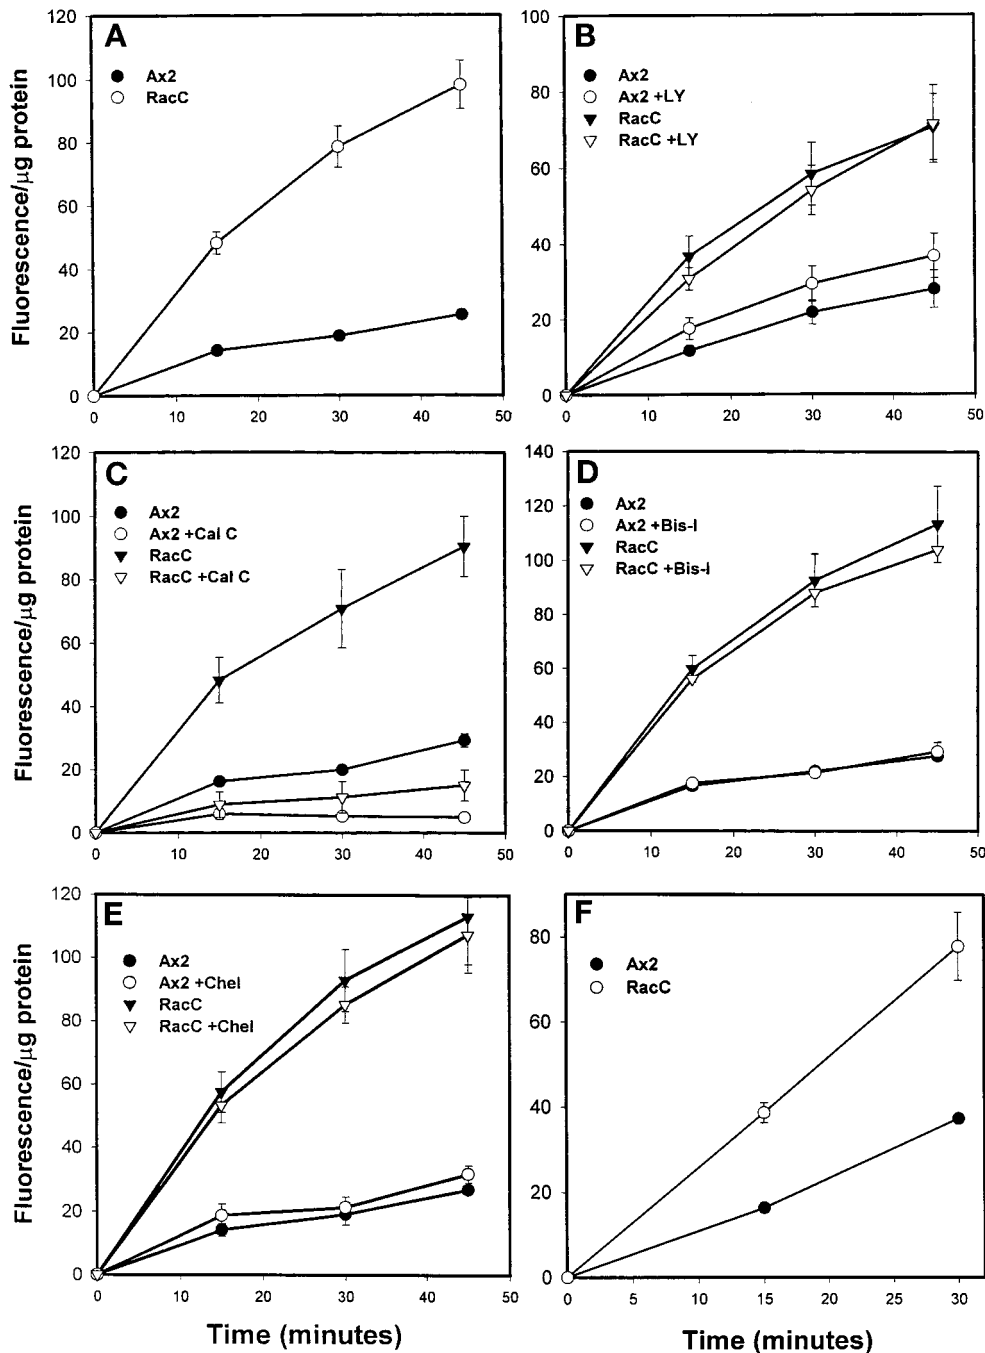 A
Ax2
RacC
Fluorescence/μg protein
120
100
80
60
40
20
0
0 10 20 30 40 50
B
Ax2
Ax2 +LY
RacC
RacC +LY
100
80
60
40
20
0
0 10 20 30 40 50
C
Ax2
Ax2 +Cal C
RacC
RacC +Cal C
Fluorescence/μg protein
120
100
80
60
40
20
0
0 10 20 30 40 50
D
Ax2
Ax2 +Bis-I
RacC
RacC +Bis-I
140
120
100
80
60
40
20
0
0 10 20 30 40 50
E
Ax2
Ax2 +Chel
RacC
RacC +Chel
Fluorescence/μg protein
120
100
80
60
40
20
0
0 10 20 30 40 50
Time (minutes)
F
Ax2
RacC
80
60
40
20
0
0 5 10 15 20 25 30
Time (minutes)